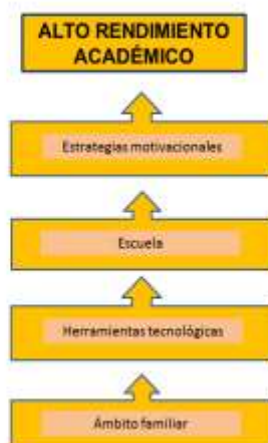 ALTO RENDIMIENTO
ACADÉMICO
Estrategias motivacionales
Escuela
Herramientas tecnológicas
Ámbito familiar